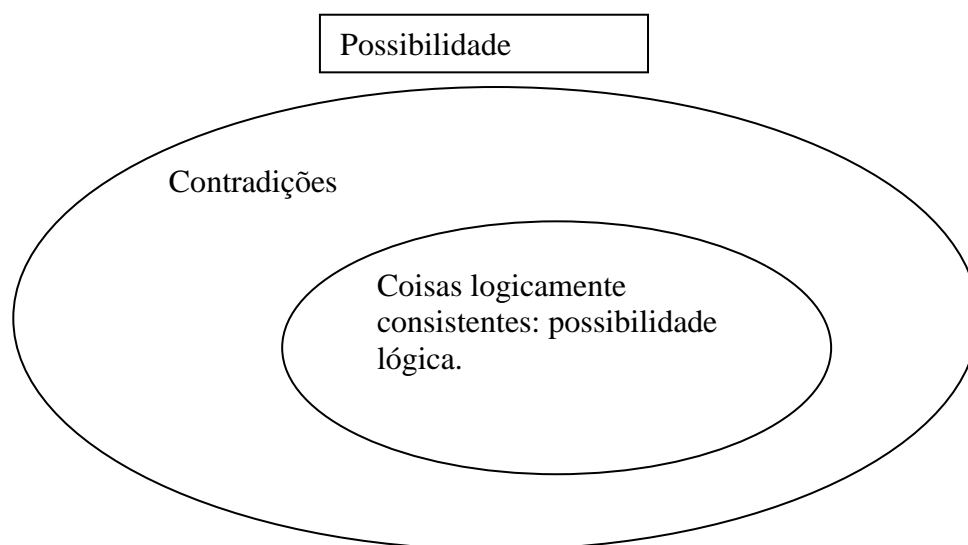 Possibilidade
Contradições
Coisas logicamente
consistentes: possibilidade
lógica.